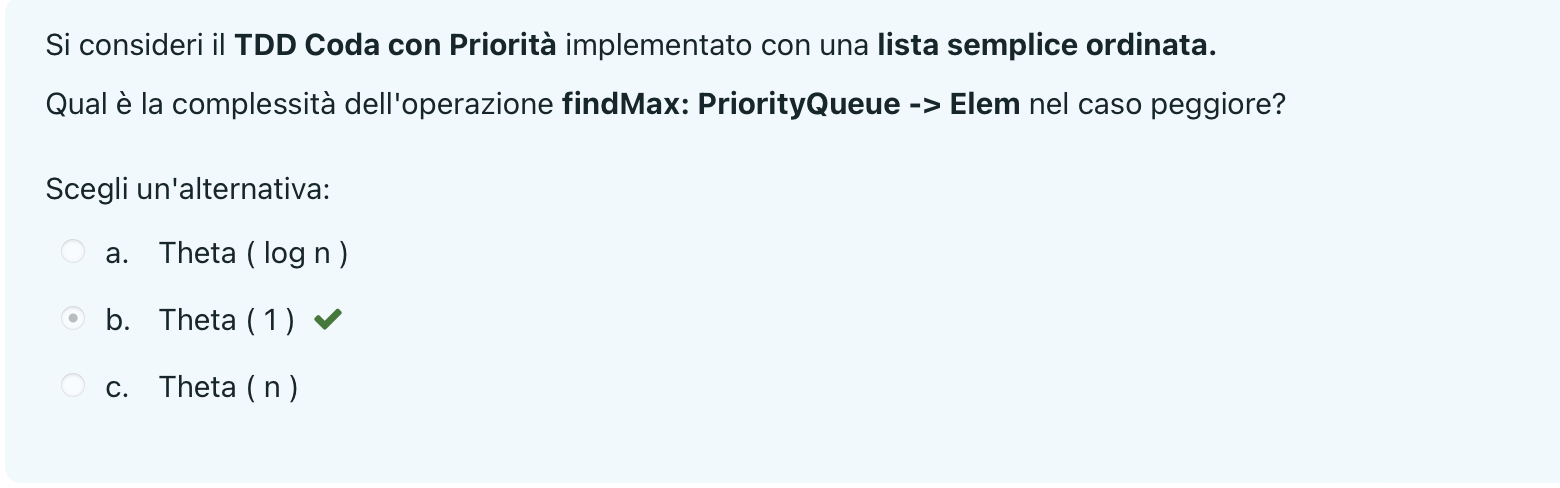 Si consideri il TDD Coda con Priorità implementato con una lista semplice ordinata.
Qual è la complessità dell'operazione findMax: PriorityQueue -> Elem nel caso peggiore?
Scegli un'alternativa:
a. Theta ( log n )
b. Theta ( 1 )
c. Theta ( n )